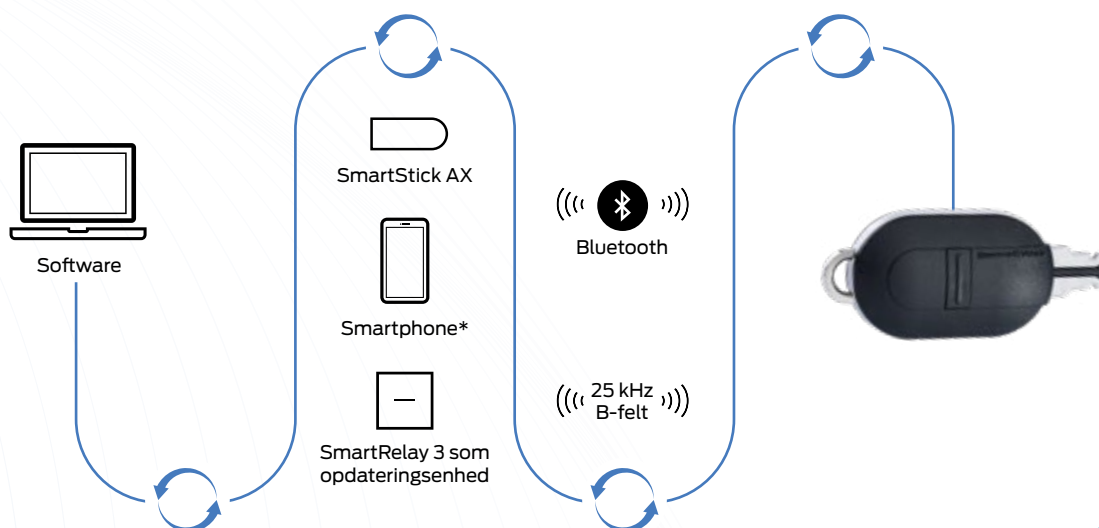 Software
SmartStick AX
Smartphone*
SmartRelay 3 som
opdateringsenhed
Bluetooth
25 kHz
B-felt